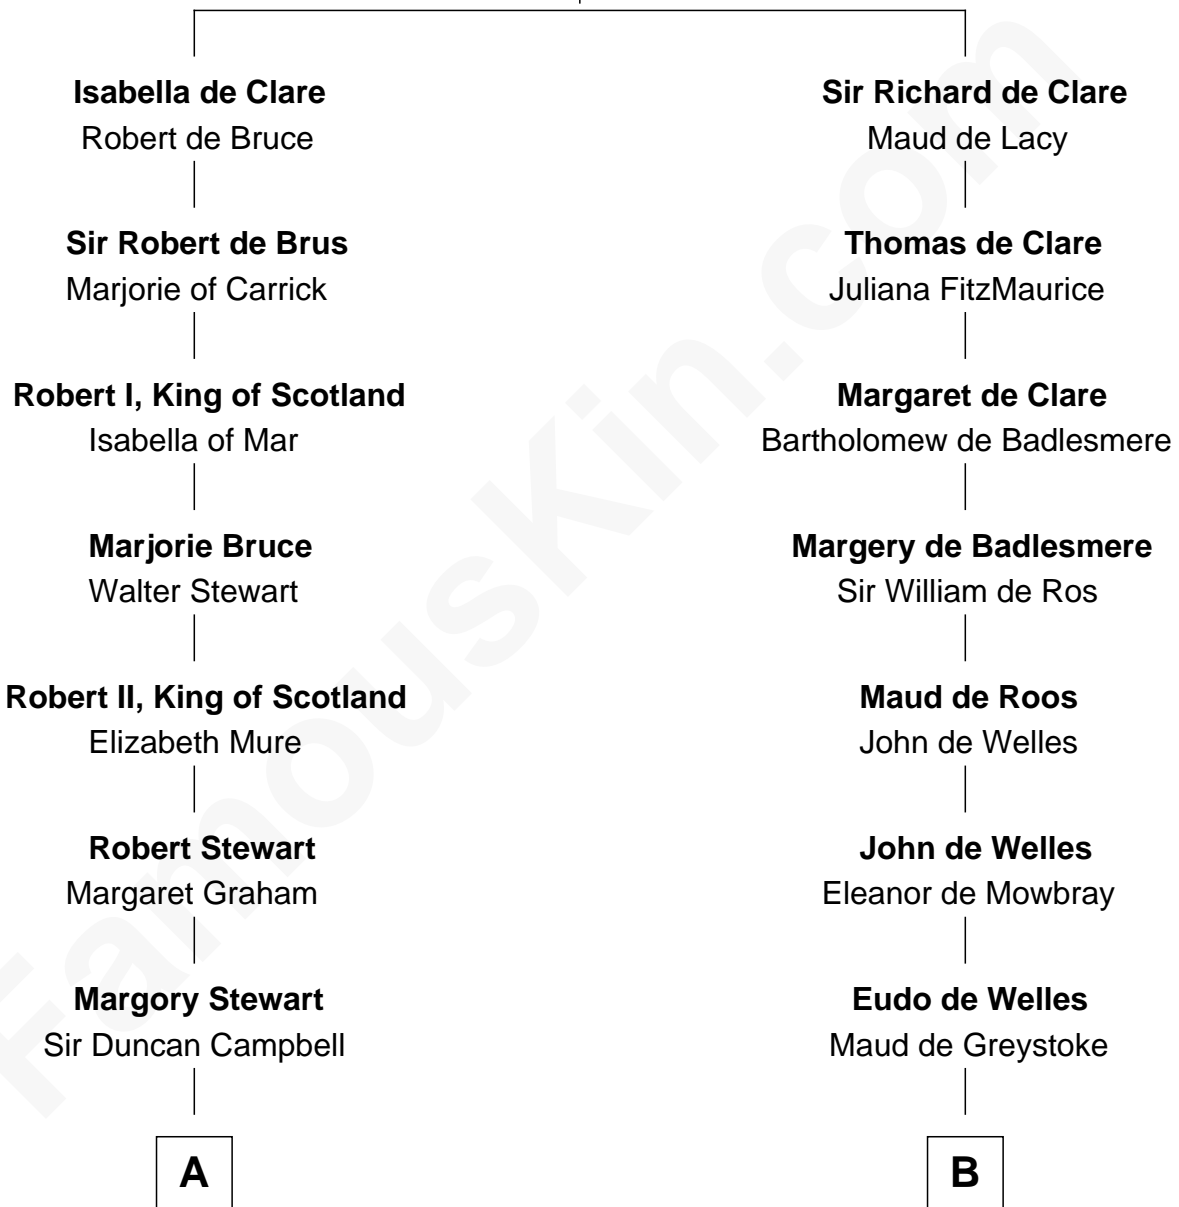 Isabella de Clare
Robert de Bruce
Sir Robert de Brus
Marjorie of Carrick
Robert I, King of Scotland
Isabella of Mar
Marjorie Bruce
Walter Stewart
Robert II, King of Scotland
Elizabeth Mure
Robert Stewart
Margaret Graham
Margory Stewart
Sir Duncan Campbell
A
Sir Richard de Clare
Maud de Lacy
Thomas de Clare
Juliana FitzMaurice
Margaret de Clare
Bartholomew de Badlesmere
Margery de Badlesmere
Sir William de Ros
Maud de Roos
John de Welles
John de Welles
Eleanor de Mowbray
Eudo de Welles
Maud de Greystoke
B
FamousKin.com